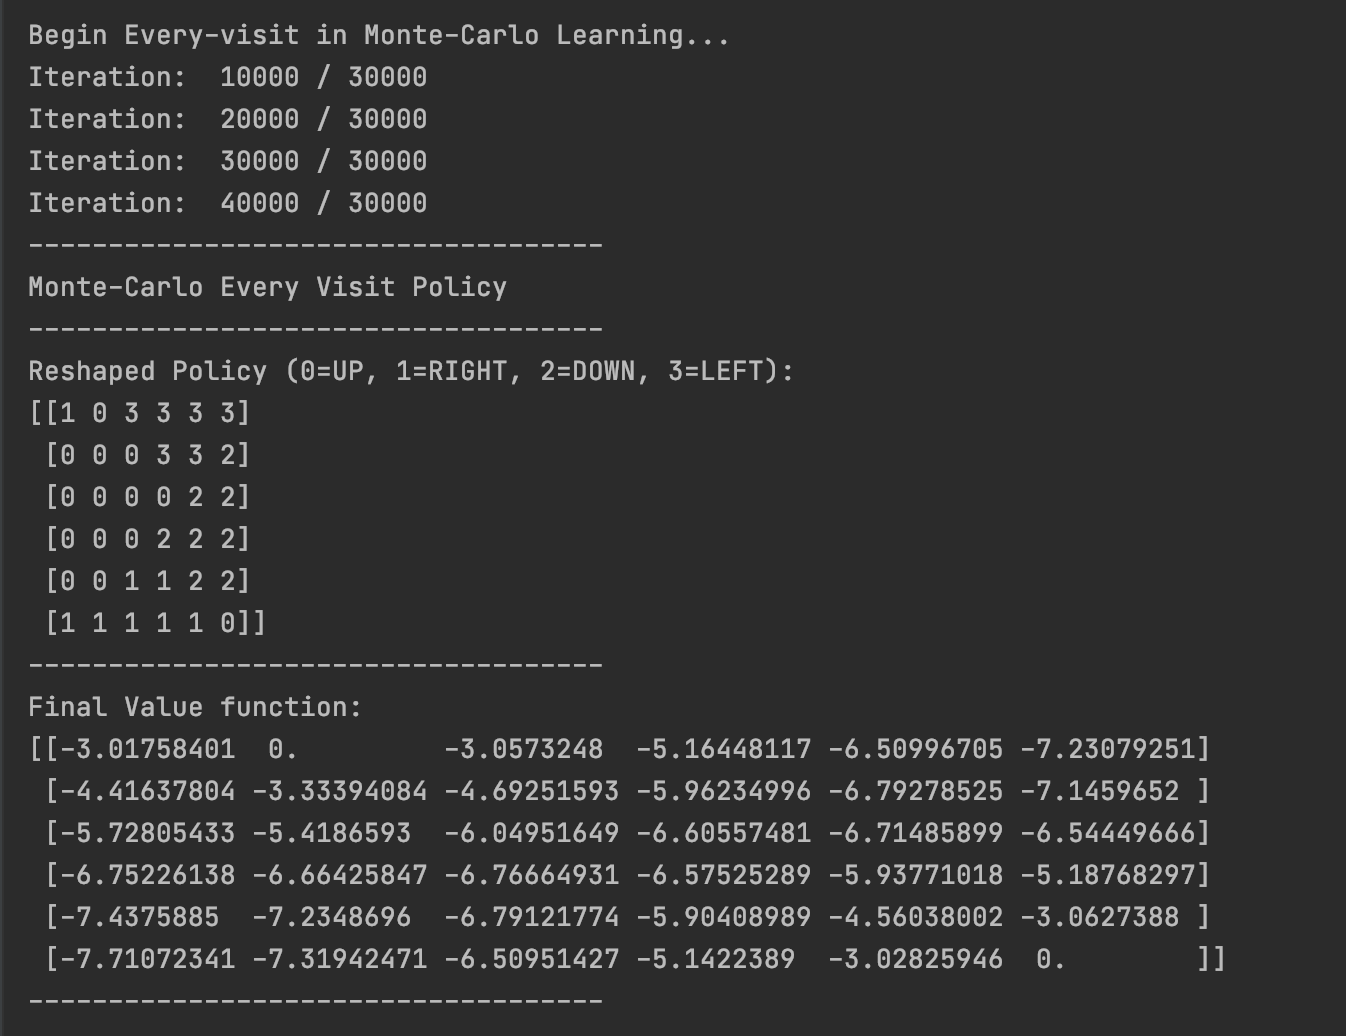 Begin Every-visit in Monte-Carlo Learning...
Iteration:  10000 / 30000
Iteration:  20000 / 30000
Iteration:  30000 / 30000
Iteration:  40000 / 30000
------------------------------------
Monte-Carlo Every Visit Policy
------------------------------------
Reshaped Policy (0=UP, 1=RIGHT, 2=DOWN, 3=LEFT):
[[1 0 3 3 3 3]
 [0 0 0 3 3 2]
 [0 0 0 0 2 2]
 [0 0 0 2 2 2]
 [0 0 1 1 2 2]
 [1 1 1 1 1 0]]
------------------------------------
Final Value function:
[[-3.01758401  0.         -3.0573248  -5.16448117 -6.50996705 -7.23079251]
 [-4.41637804 -3.33394084 -4.69251593 -5.96234996 -6.79278525 -7.1459652 ]
 [-5.72805433 -5.4186593  -6.04951649 -6.60557481 -6.71485899 -6.54449666]
 [-6.75226138 -6.66425847 -6.76664931 -6.57525289 -5.93771018 -5.18768297]
 [-7.4375885  -7.2348696  -6.79121774 -5.90408989 -4.56038002 -3.0627388 ]
 [-7.71072341 -7.31942471 -6.50951427 -5.1422389  -3.02825946  0.        ]]
------------------------------------